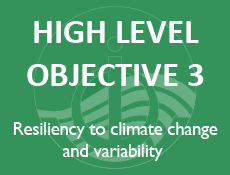 HIGH LEVEL
OBJECTIVE 3
Resiliency to climate change
and variability